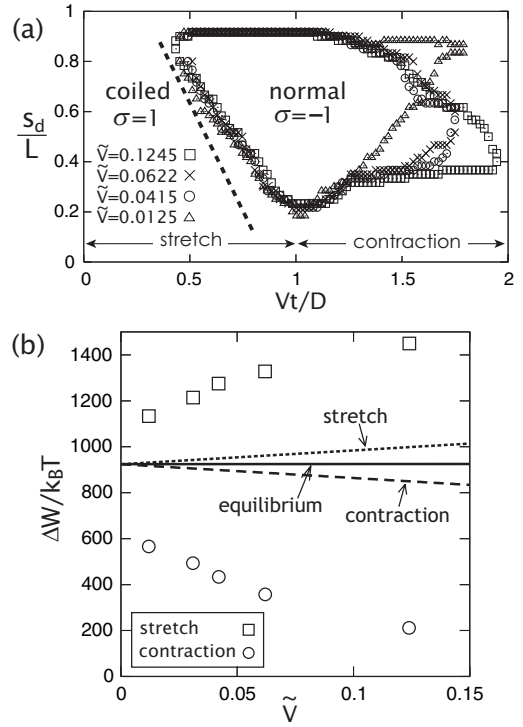 (a)
1
0.8
0.6
0.4
0.2
0
s_d/L
coiled
σ=1
normal
σ=−1
Ṽ=0.1245 □
Ṽ=0.0622 ×
Ṽ=0.0415 ○
Ṽ=0.0125 △
stretch
contraction
0 0.5 1 1.5 2
Vt/D
(b)
1400
1200
1000
800
600
400
200
0
ΔW/k_BT
stretch
equilibrium
contraction
stretch □
contraction ○
0 0.05 0.1 0.15
Ṽ